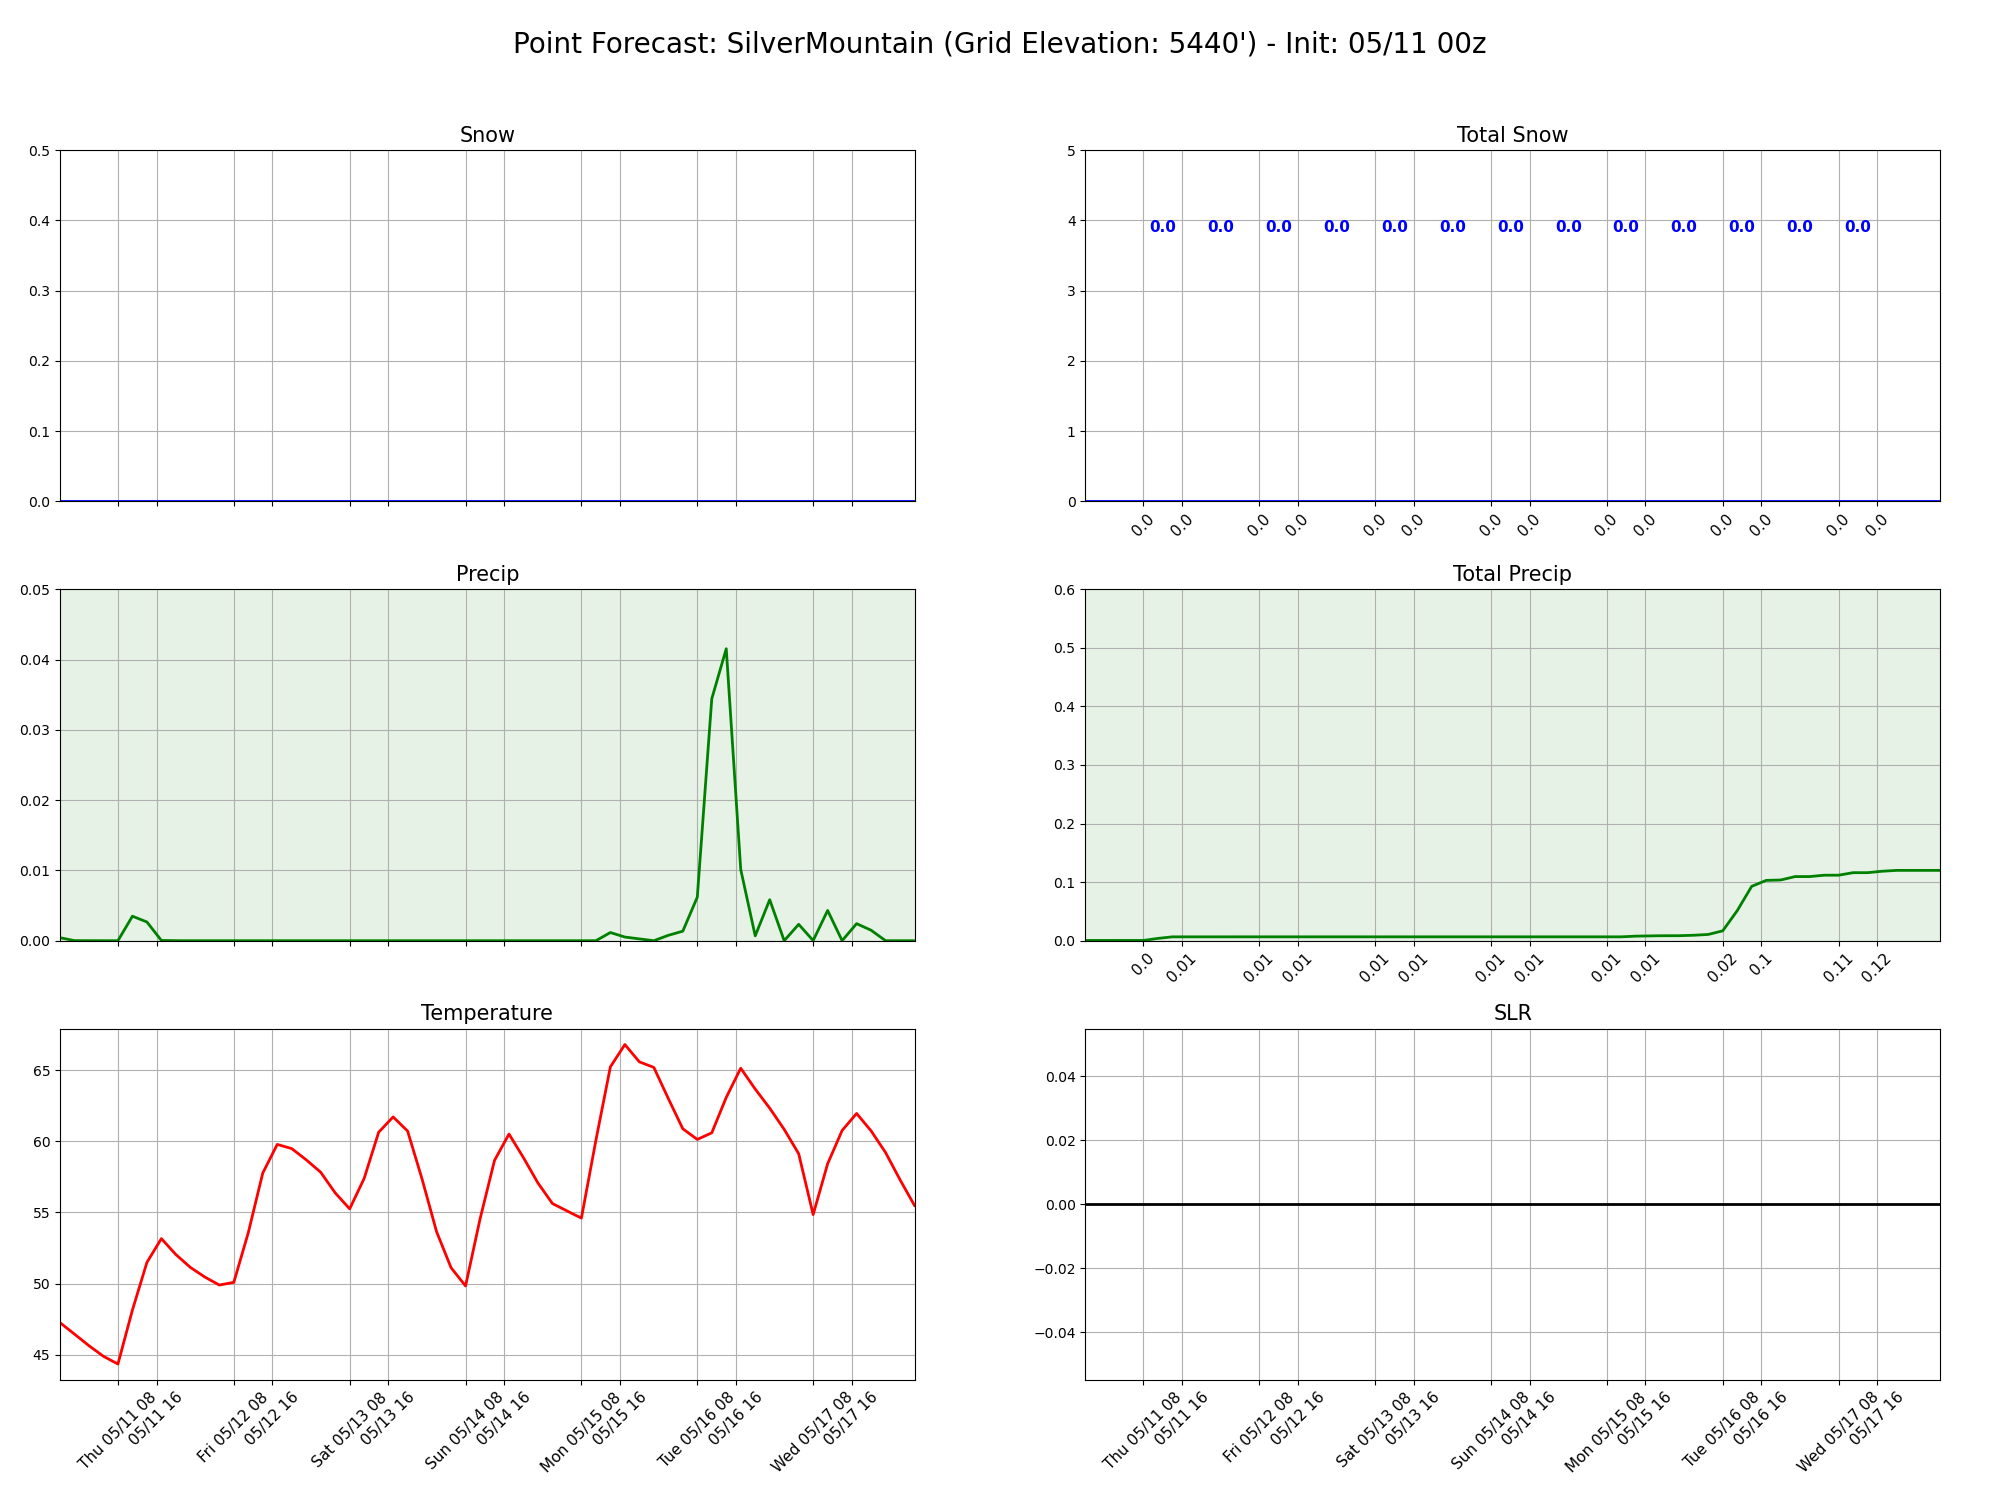 Point Forecast: SilverMountain (Grid Elevation: 5440') - Init: 05/11 00z
Snow
0.5
0.4
0.3
0.2
0.1
0.0
Total Snow
5
4
3
2
1
0
0.0 0.0 0.0 0.0 0.0 0.0 0.0 0.0 0.0 0.0 0.0 0.0 0.0
0.0 0.0 0.0 0.0 0.0 0.0 0.0 0.0 0.0 0.0 0.0 0.0 0.0 0.0
Precip
0.05
0.04
0.03
0.02
0.01
0.00
Total Precip
0.6
0.5
0.4
0.3
0.2
0.1
0.0
0.0 0.01 0.01 0.01 0.01 0.01 0.01 0.01 0.01 0.01 0.02 0.1 0.11 0.12
Temperature
65
60
55
50
45
Thu 05/11 08
05/11 16
Fri 05/12 08
05/12 16
Sat 05/13 08
05/13 16
Sun 05/14 08
05/14 16
Mon 05/15 08
05/15 16
Tue 05/16 08
05/16 16
Wed 05/17 08
05/17 16
SLR
0.04
0.02
0.00
−0.02
−0.04
Thu 05/11 08
05/11 16
Fri 05/12 08
05/12 16
Sat 05/13 08
05/13 16
Sun 05/14 08
05/14 16
Mon 05/15 08
05/15 16
Tue 05/16 08
05/16 16
Wed 05/17 08
05/17 16